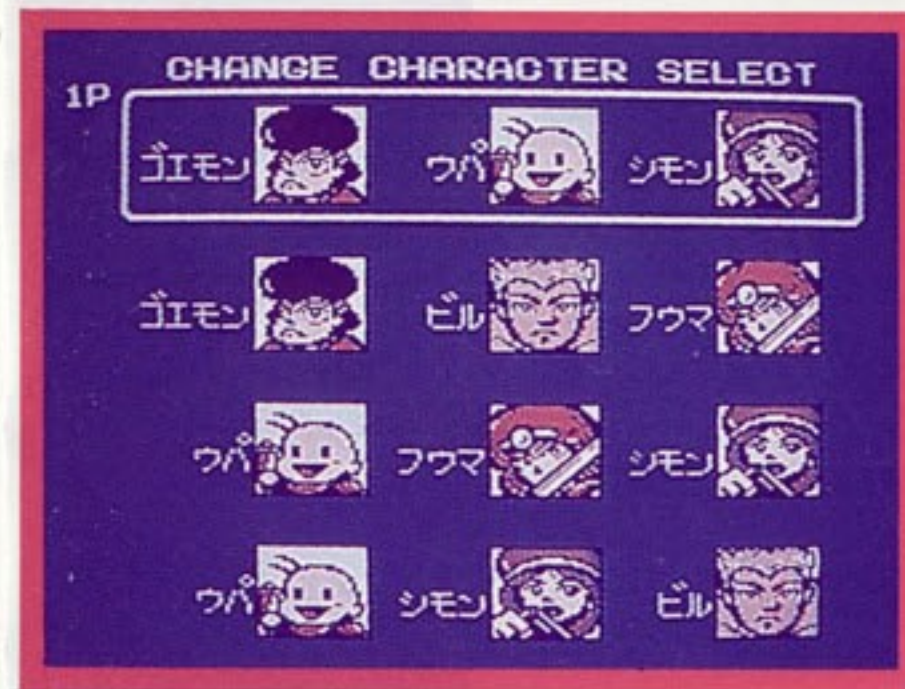 CHANGE CHARACTER SELECT
1P
ゴエモン ウパ シモン
ゴエモン ビル フウマ
ウパ フウマ シモン
ウパ シモン ビル